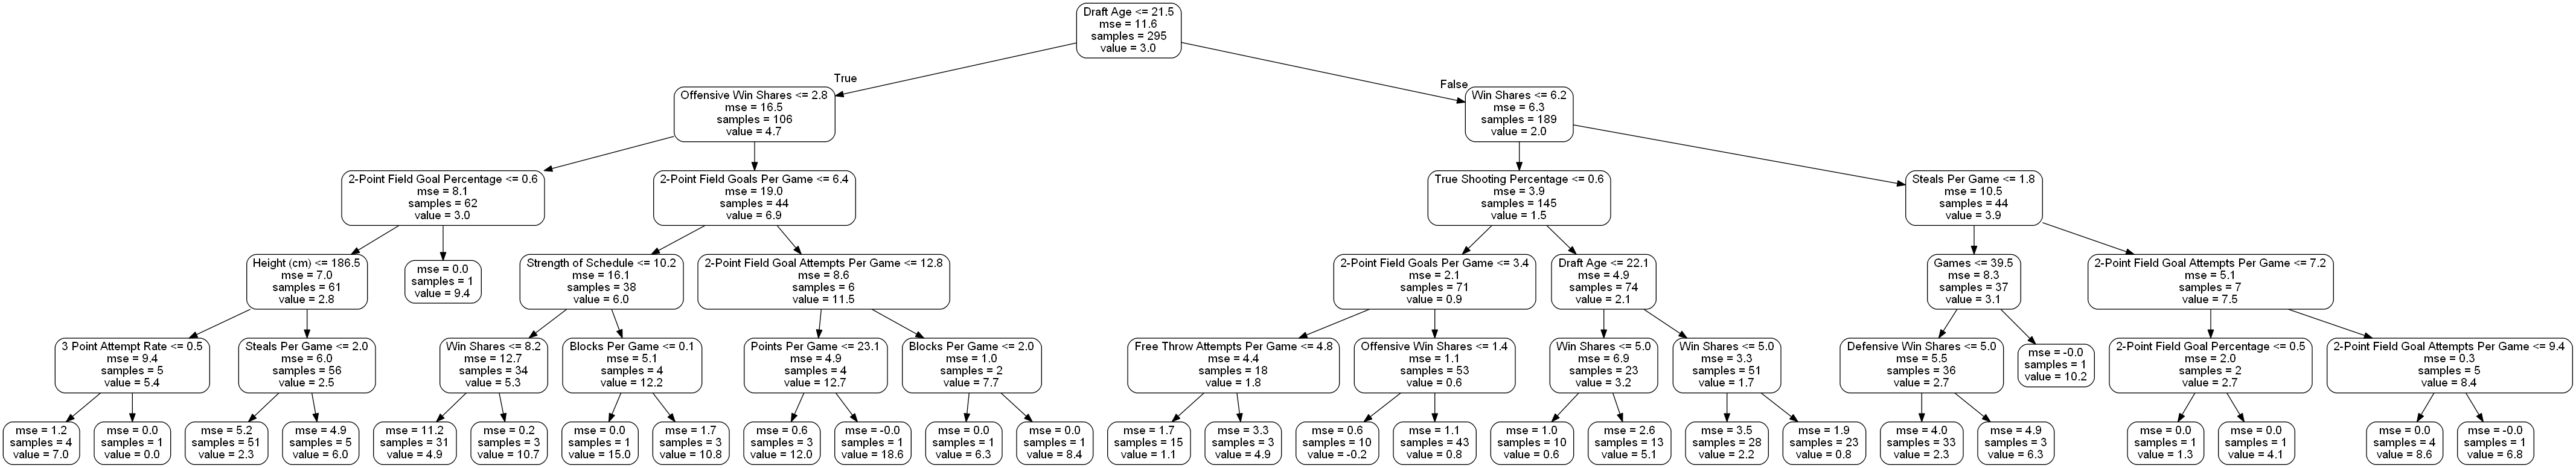 Draft Age <= 21.5
mse = 11.6
samples = 295
value = 3.0
True
False
Offensive Win Shares <= 2.8
mse = 16.5
samples = 106
value = 4.7
Win Shares <= 6.2
mse = 6.3
samples = 189
value = 2.0
2-Point Field Goal Percentage <= 0.6
mse = 8.1
samples = 62
value = 3.0
2-Point Field Goals Per Game <= 6.4
mse = 19.0
samples = 44
value = 6.9
True Shooting Percentage <= 0.6
mse = 3.9
samples = 145
value = 1.5
Steals Per Game <= 1.8
mse = 10.5
samples = 44
value = 3.9
Height (cm) <= 186.5
mse = 7.0
samples = 61
value = 2.8
mse = 0.0
samples = 1
value = 9.4
Strength of Schedule <= 10.2
mse = 16.1
samples = 38
value = 6.0
2-Point Field Goal Attempts Per Game <= 12.8
mse = 8.6
samples = 6
value = 11.5
2-Point Field Goals Per Game <= 3.4
mse = 2.1
samples = 71
value = 0.9
Draft Age <= 22.1
mse = 4.9
samples = 74
value = 2.1
Games <= 39.5
mse = 8.3
samples = 37
value = 3.1
2-Point Field Goal Attempts Per Game <= 7.2
mse = 5.1
samples = 7
value = 7.5
3 Point Attempt Rate <= 0.5
mse = 9.4
samples = 5
value = 5.4
Steals Per Game <= 2.0
mse = 6.0
samples = 56
value = 2.5
Win Shares <= 8.2
mse = 12.7
samples = 34
value = 5.3
Blocks Per Game <= 0.1
mse = 5.1
samples = 4
value = 12.2
Points Per Game <= 23.1
mse = 4.9
samples = 4
value = 12.7
Blocks Per Game <= 2.0
mse = 1.0
samples = 2
value = 7.7
Free Throw Attempts Per Game <= 4.8
mse = 4.4
samples = 18
value = 1.8
Offensive Win Shares <= 1.4
mse = 1.1
samples = 53
value = 0.6
Win Shares <= 5.0
mse = 6.9
samples = 23
value = 3.2
Win Shares <= 5.0
mse = 3.3
samples = 51
value = 1.7
Defensive Win Shares <= 5.0
mse = 5.5
samples = 36
value = 2.7
mse = -0.0
samples = 1
value = 10.2
2-Point Field Goal Percentage <= 0.5
mse = 2.0
samples = 2
value = 2.7
2-Point Field Goal Attempts Per Game <= 9.4
mse = 0.3
samples = 5
value = 8.4
mse = 1.2
samples = 4
value = 7.0
mse = 0.0
samples = 1
value = 0.0
mse = 5.2
samples = 51
value = 2.3
mse = 4.9
samples = 5
value = 6.0
mse = 11.2
samples = 31
value = 4.9
mse = 0.2
samples = 3
value = 10.7
mse = 0.0
samples = 1
value = 15.0
mse = 1.7
samples = 3
value = 10.8
mse = 0.6
samples = 3
value = 12.0
mse = -0.0
samples = 1
value = 18.6
mse = 0.0
samples = 1
value = 6.3
mse = 0.0
samples = 1
value = 8.4
mse = 1.7
samples = 15
value = 1.1
mse = 3.3
samples = 3
value = 4.9
mse = 0.6
samples = 10
value = -0.2
mse = 1.1
samples = 43
value = 0.8
mse = 1.0
samples = 10
value = 0.6
mse = 2.6
samples = 13
value = 5.1
mse = 3.5
samples = 28
value = 2.2
mse = 1.9
samples = 23
value = 0.8
mse = 4.0
samples = 33
value = 2.3
mse = 4.9
samples = 3
value = 6.3
mse = 0.0
samples = 1
value = 1.3
mse = 0.0
samples = 1
value = 4.1
mse = 0.0
samples = 4
value = 8.6
mse = -0.0
samples = 1
value = 6.8